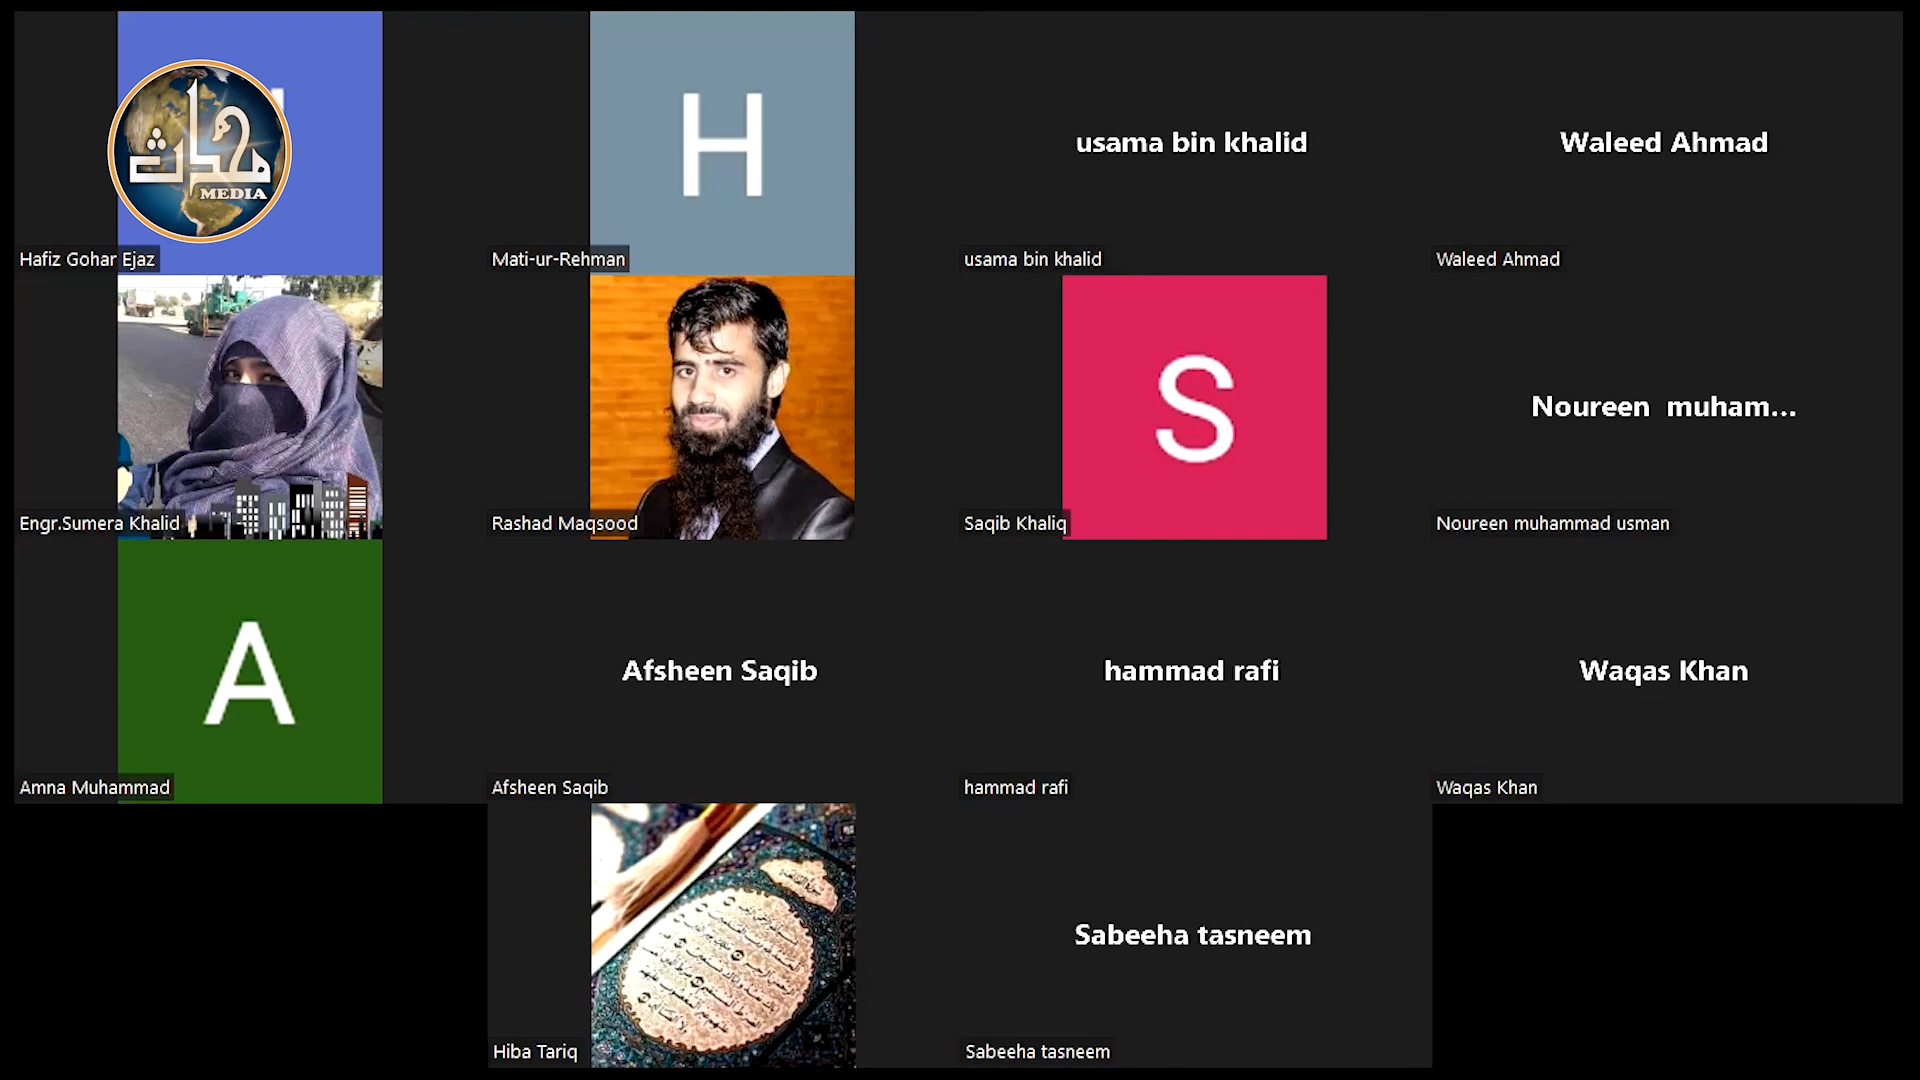 محدث
MEDIA
Hafiz Gohar Ejaz
H
Mati-ur-Rehman
usama bin khalid
usama bin khalid
Waleed Ahmad
Waleed Ahmad
Engr.Sumera Khalid
Rashad Maqsood
S
Saqib Khaliq
Noureen muham...
Noureen muhammad usman
A
Amna Muhammad
Afsheen Saqib
Afsheen Saqib
hammad rafi
hammad rafi
Waqas Khan
Waqas Khan
Hiba Tariq
Sabeeha tasneem
Sabeeha tasneem